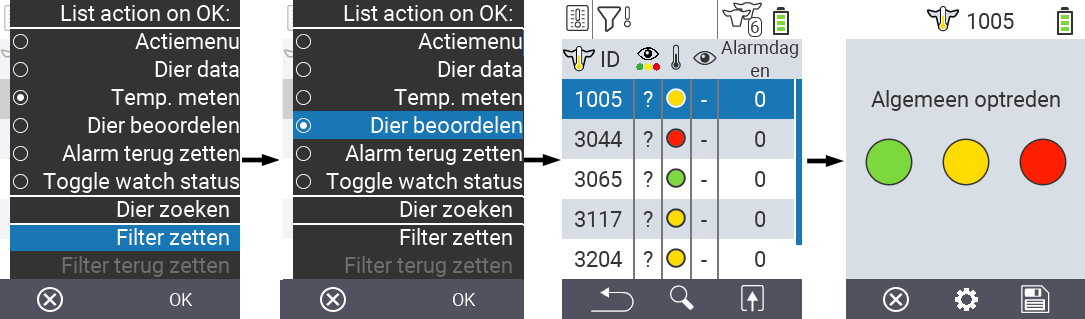 List action on OK:
Actiemenu
Dier data
Temp. meten
Dier beoordelen
Alarm terug zetten
Toggle watch status
Dier zoeken
Filter zetten
Filter terug zetten
OK
List action on OK:
Actiemenu
Dier data
Temp. meten
Dier beoordelen
Alarm terug zetten
Toggle watch status
Dier zoeken
Filter zetten
Filter terug zetten
OK
6
ID Alarmdag
en
1005 ? - 0
3044 ? - 0
3065 ? - 0
3117 ? - 0
3204 ? - 0
1005
Algemeen optreden